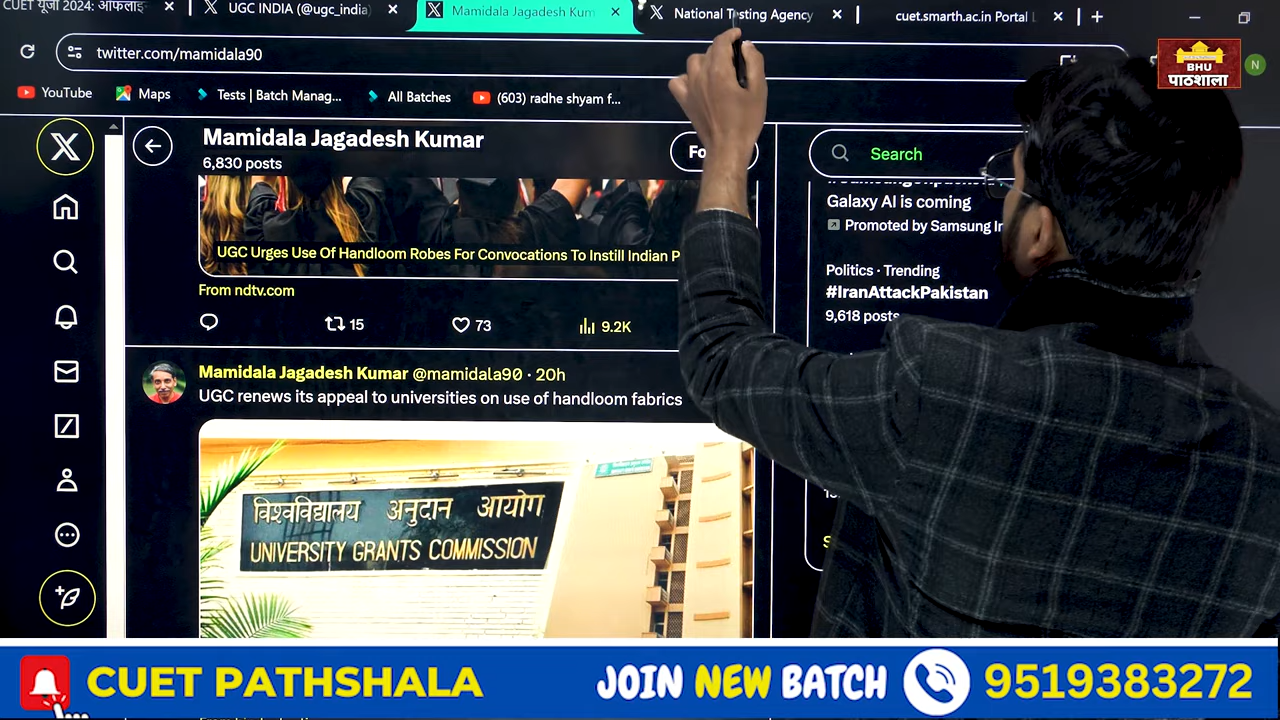 CUET यूजी 2024: ऑफलाइन
UGC INDIA (@ugc_india)
Mamidala Jagadesh Kum
National Testing Agency
cuet.smarth.ac.in Portal
twitter.com/mamidala90
BHU
पाठशाला
N
YouTube
Maps
Tests | Batch Manag...
All Batches
(603) radhe shyam f...
Mamidala Jagadesh Kumar
6,830 posts
Fo
Search
Galaxy AI is coming
Promoted by Samsung In
UGC Urges Use Of Handloom Robes For Convocations To Instill Indian P
From ndtv.com
15
73
9.2K
Politics · Trending
#IranAttackPakistan
9,618 posts
Mamidala Jagadesh Kumar @mamidala90 · 20h
UGC renews its appeal to universities on use of handloom fabrics
विश्वविद्यालय अनुदान आयोग
UNIVERSITY GRANTS COMMISSION
CUET PATHSHALA
JOIN NEW BATCH
9519383272